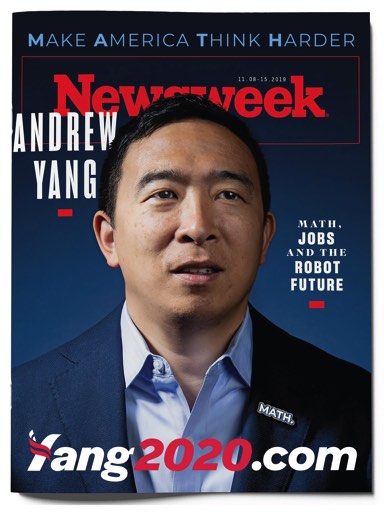 MAKE AMERICA THINK HARDER
11.08-15.2019
Newsweek
ANDREW
YANG
MATH,
JOBS
AND THE
ROBOT
FUTURE
MATH.
Yang2020.com